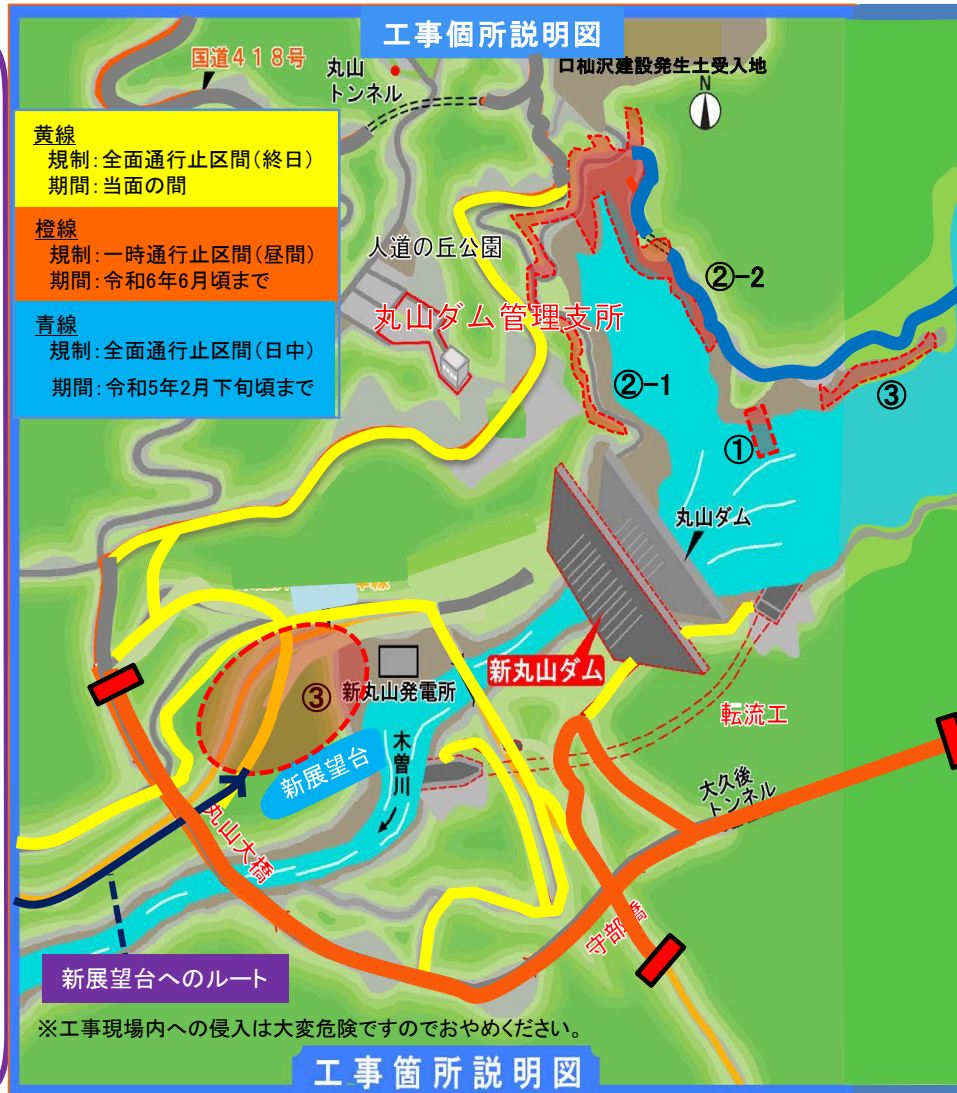 工事個所説明図
国道418号
丸山
トンネル
口杣沢建設発生土受入地
N
黄線
規制:全面通行止区間(終日)
期間:当面の間
橙線
規制:一時通行止区間(昼間)
期間:令和6年6月頃まで
青線
規制:全面通行止区間(日中)
期間:令和5年2月下旬頃まで
人道の丘公園
丸山ダム管理支所
②-2
②-1
③
①
丸山ダム
新丸山ダム
③
新丸山発電所
転流工
新展望台
木曽川
大久後
トンネル
丸山大橋
守部橋
新展望台へのルート
※工事現場内への侵入は大変危険ですのでおやめください。
工事箇所説明図